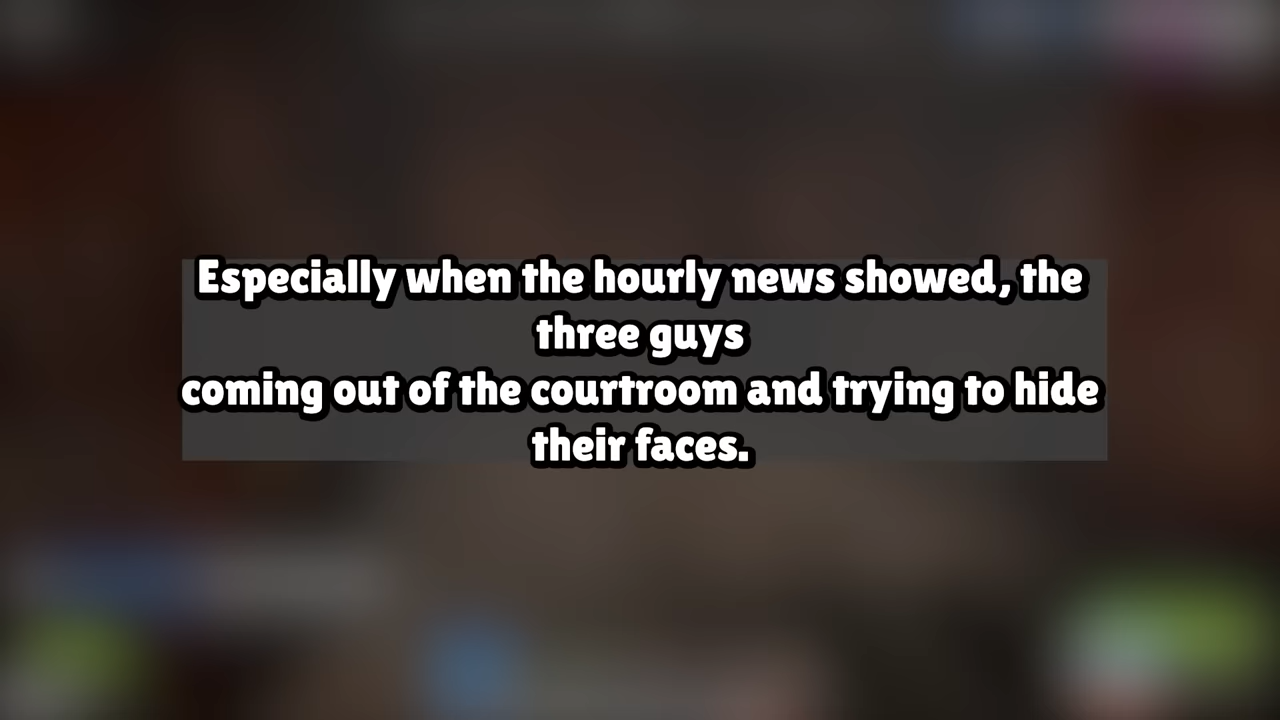 Especially when the hourly news showed, the
three guys
coming out of the courtroom and trying to hide
their faces.